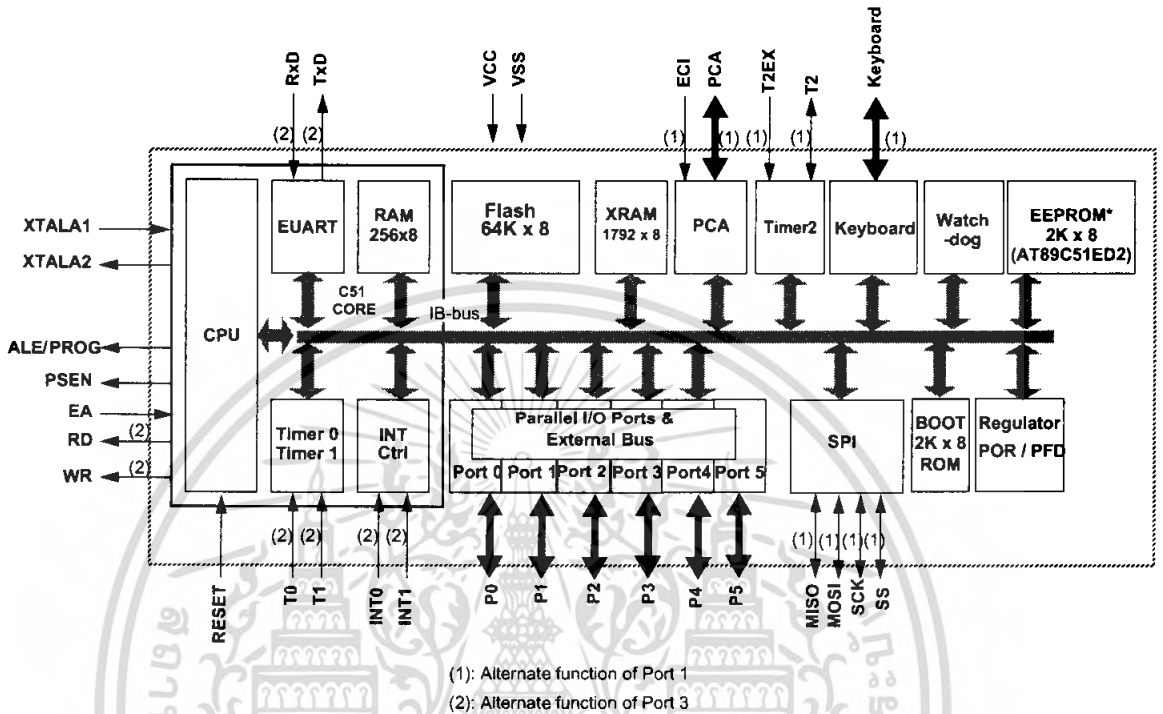 RxD
TxD
VCC
VSS
ECI
PCA
T2EX
T2
Keyboard
(2)
(2)
(1)
(1)
(1)
(1)
(1)
XTALA1
XTALA2
ALE/PROG
PSEN
EA
RD
(2)
WR
(2)
CPU
EUART
RAM
256x8
C51
CORE
IB-bus
Flash
64K x 8
XRAM
1792 x 8
PCA
Timer2
Keyboard
Watch
-dog
EEPROM*
2K x 8
(AT89C51ED2)
Timer 0
Timer 1
INT
Ctrl
Parallel I/O Ports &
External Bus
Port 0
Port 1
Port 2
Port 3
Port4
Port 5
SPI
BOOT
2K x 8
ROM
Regulator
POR / PFD
(2)
(2)
(2)
(2)
(1)
(1)
(1)
(1)
RESET
T0
T1
INT0
INT1
P0
P1
P2
P3
P4
P5
MISO
MOSI
SCK
SS
(1): Alternate function of Port 1
(2): Alternate function of Port 3